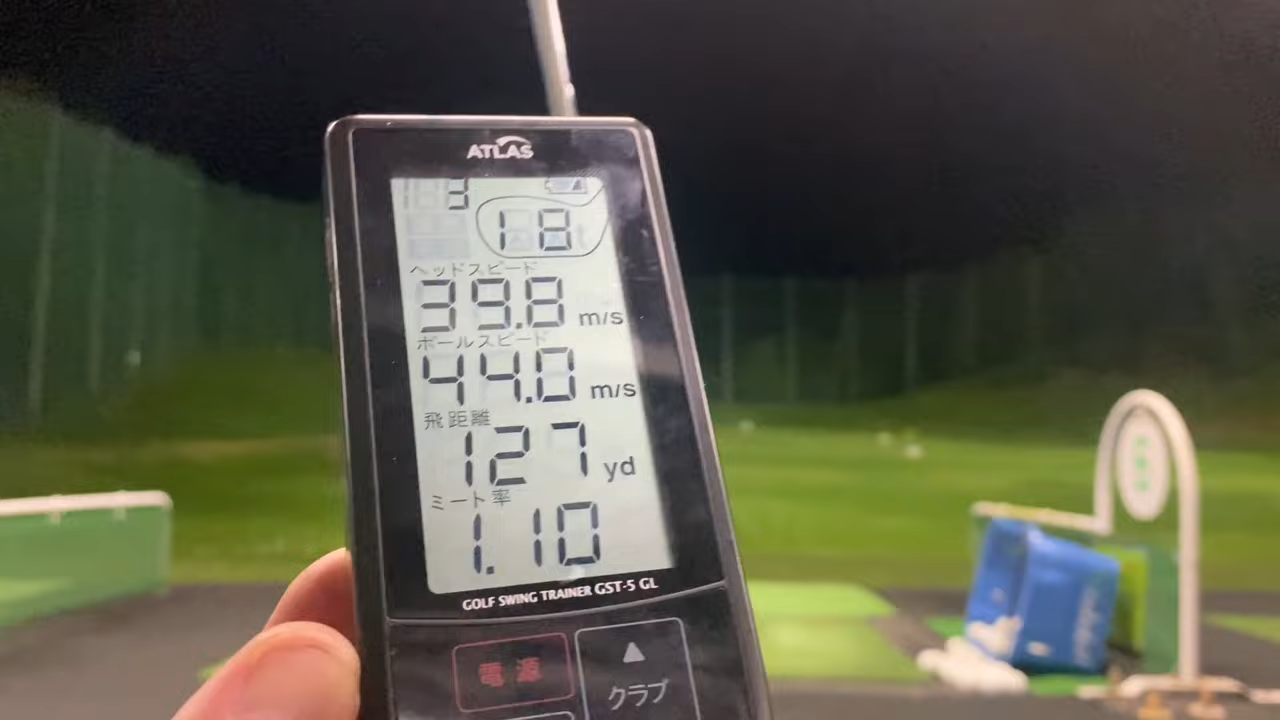 ATLAS
3
18
ヘッドスピード
39.8 m/s
ボールスピード
44.0 m/s
飛距離
127 yd
ミート率
1.10
GOLF SWING TRAINER GST-5 GL
電源
▲
クラブ